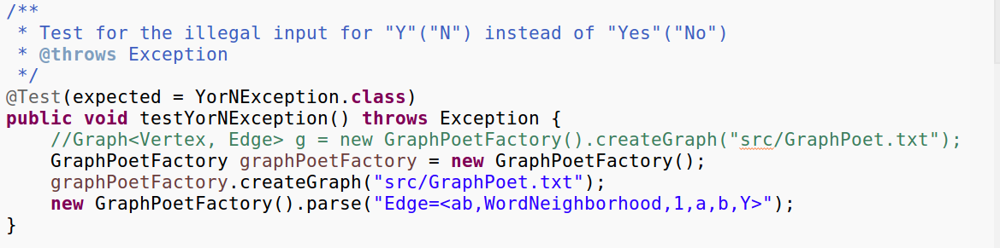 /**
 * Test for the illegal input for "Y"("N") instead of "Yes"("No")
 * @throws Exception
 */
@Test(expected = YorNException.class)
public void testYorNException() throws Exception {
    //Graph<Vertex, Edge> g = new GraphPoetFactory().createGraph("src/GraphPoet.txt");
    GraphPoetFactory graphPoetFactory = new GraphPoetFactory();
    graphPoetFactory.createGraph("src/GraphPoet.txt");
    new GraphPoetFactory().parse("Edge=<ab,WordNeighborhood,1,a,b,Y>");
}